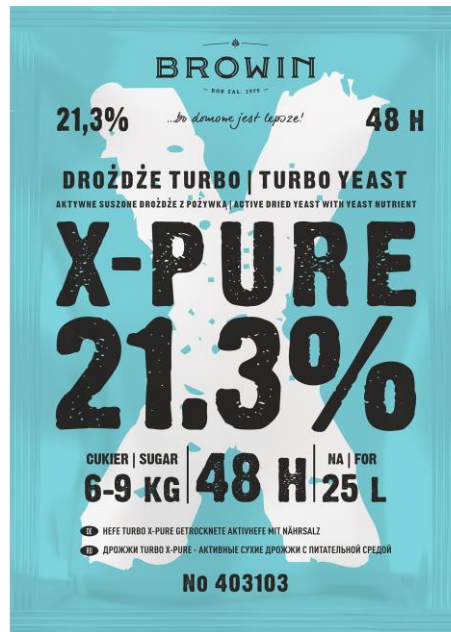 BROWIN
ROK ZAŁ. 1979
21,3% ...bo domowe jest lepsze! 48 H
DROŻDŻE TURBO | TURBO YEAST
AKTYWNE SUSZONE DROŻDŻE Z POŻYWKĄ | ACTIVE DRIED YEAST WITH YEAST NUTRIENT
X-PURE
21.3%
CUKIER | SUGAR
6-9 KG | 48 H | NA | FOR
25 L
DE HEFE TURBO X-PURE GETROCKNETE AKTIVHEFE MIT NÄHRSALZ
RU ДРОЖЖИ TURBO X-PURE - АКТИВНЫЕ СУХИЕ ДРОЖЖИ С ПИТАТЕЛЬНОЙ СРЕДОЙ
No 403103